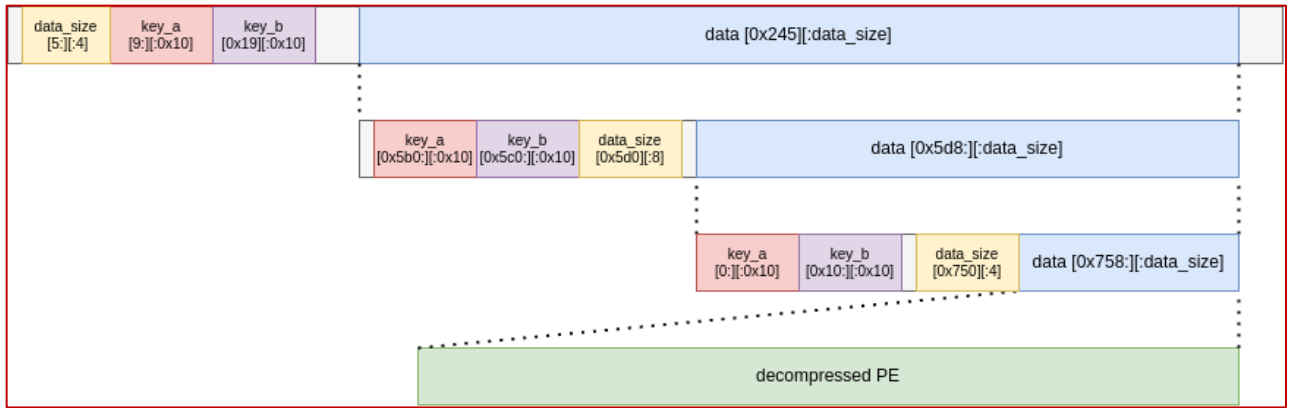 data_size
[5:][:4]
key_a
[9:][:0x10]
key_b
[0x19][:0x10]
data [0x245][:data_size]
key_a
[0x5b0:][:0x10]
key_b
[0x5c0:][:0x10]
data_size
[0x5d0][:8]
data [0x5d8:][:data_size]
key_a
[0:][:0x10]
key_b
[0x10:][:0x10]
data_size
[0x750][:4]
data [0x758:][:data_size]
decompressed PE